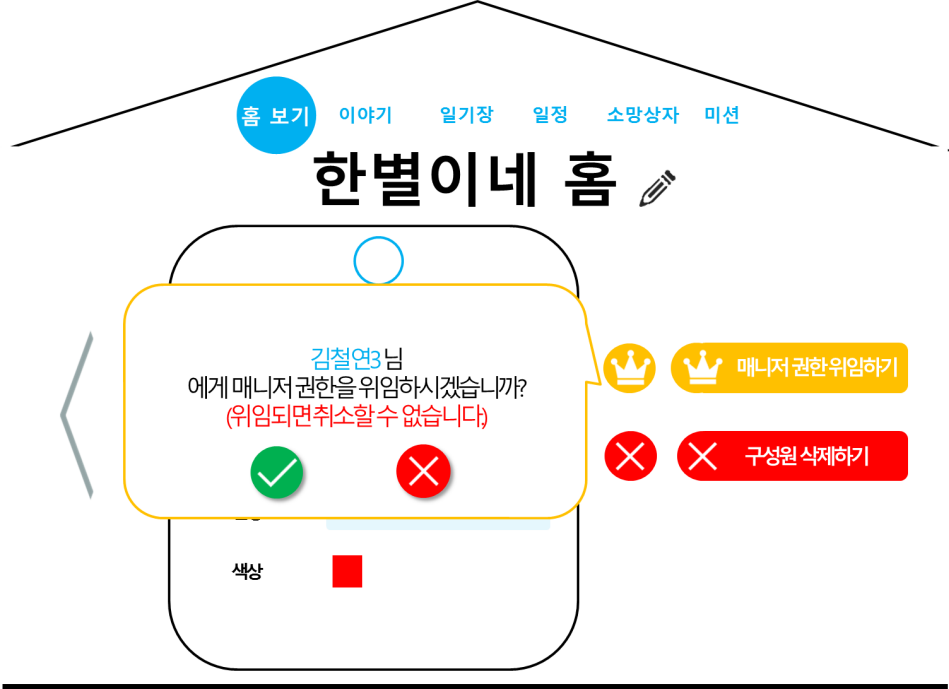 홈 보기 이야기 일기장 일정 소망상자 미션
한별이네 홈
김철연3 님
에게 매니저 권한을 위임하시겠습니까?
(위임되면 취소할 수 없습니다)
매니저 권한 위임하기
구성원 삭제하기
색상